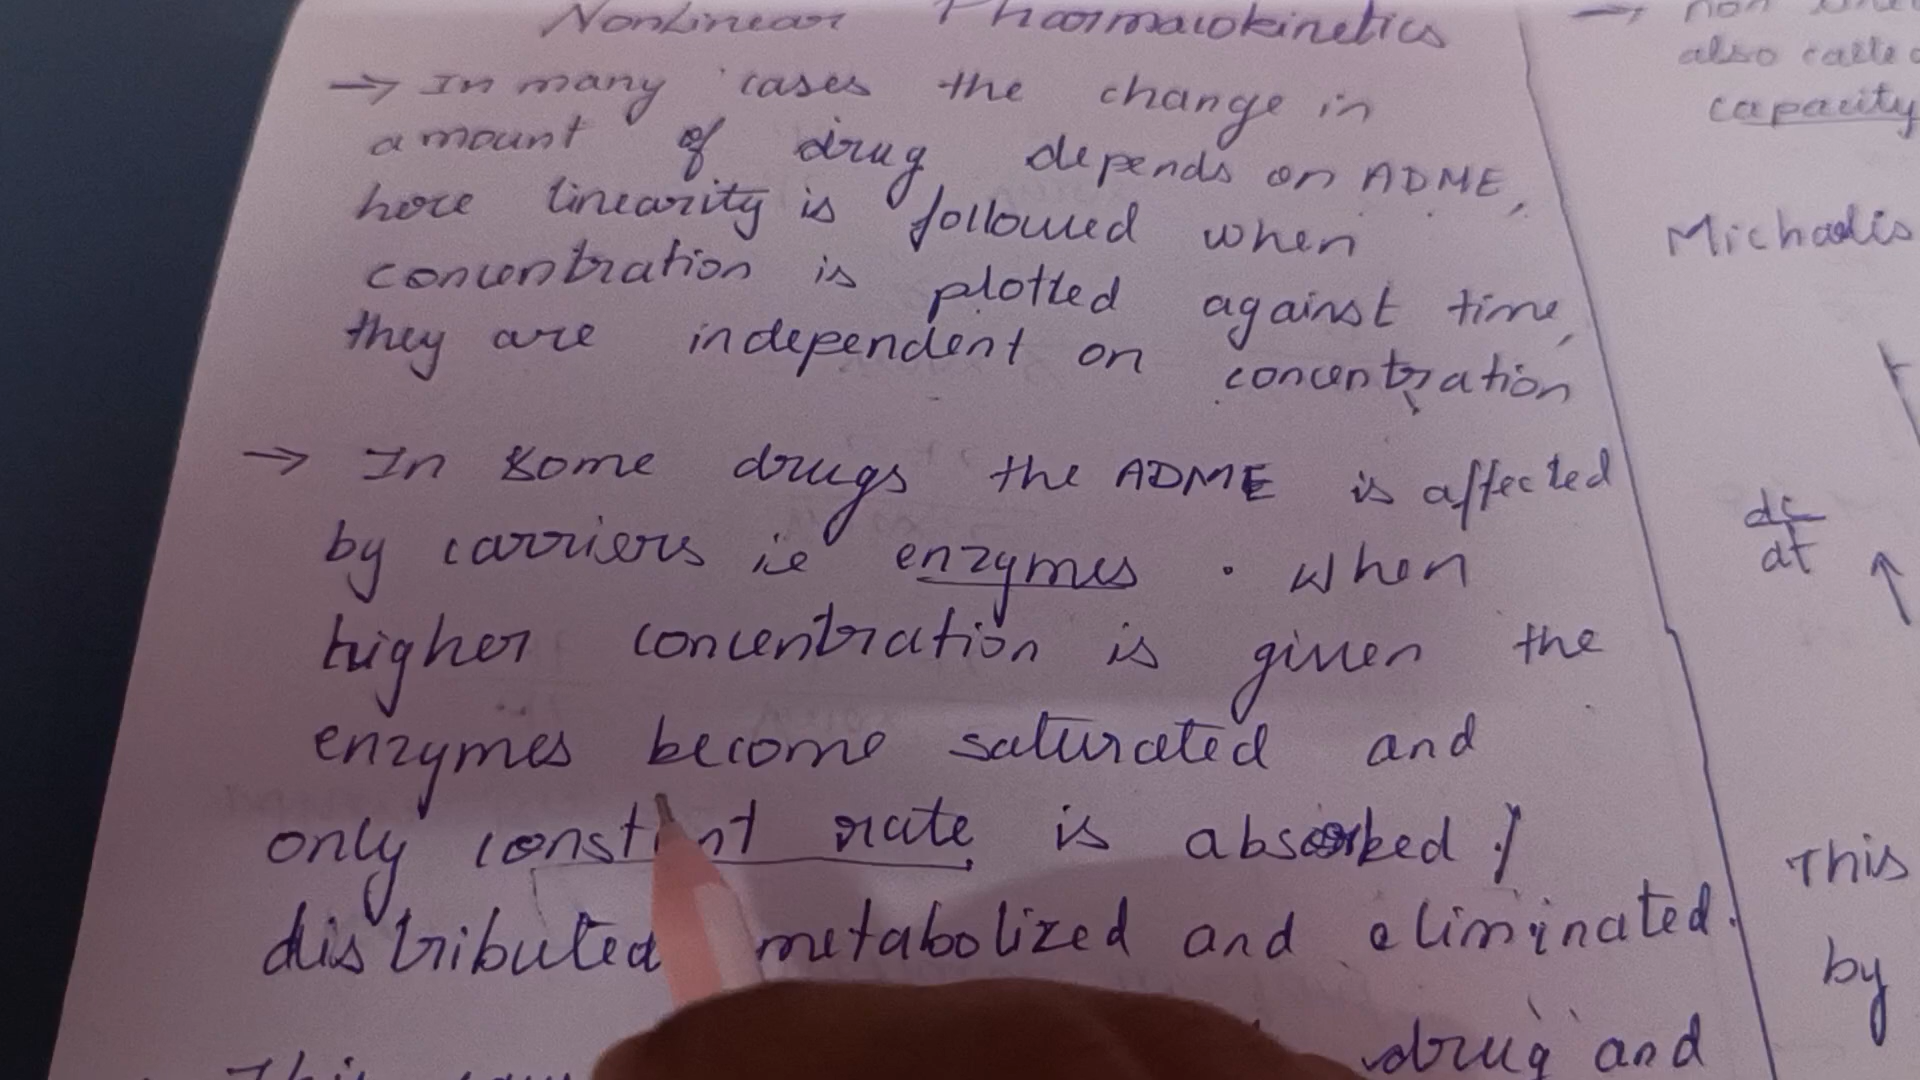 NonLinear Pharmacokinetics
→ In many cases the change in
amount of drug depends on ADME,
here linearity is followed when
concentration is plotted against time,
they are independent on concentration
→ In some drugs the ADME is affected
by carriers ie enzymes. When
higher concentration is given the
enzymes become saturated and
only constant rate is absorbed /
distributed metabolized and eliminated.
drug and
→ non
also called
capacity
Michaelis
dc
dt
↑
This
by